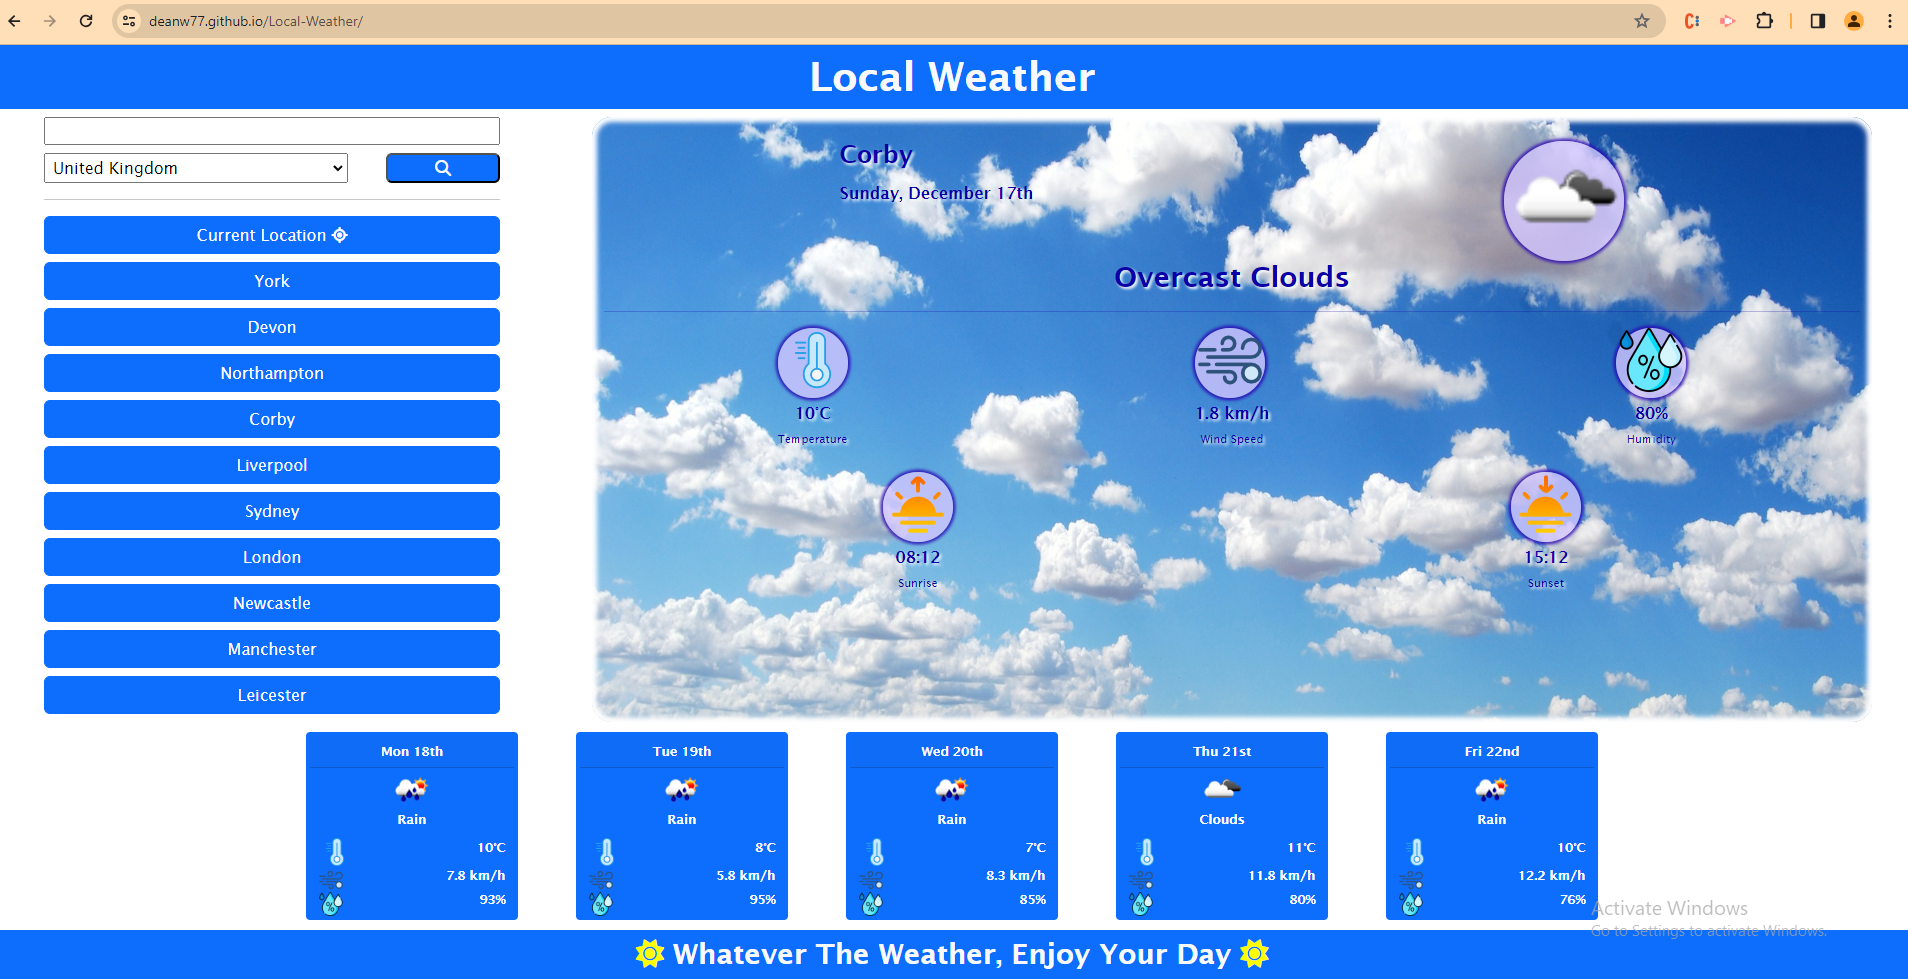 deanw77.github.io/Local-Weather/
Local Weather
United Kingdom
Current Location
York
Devon
Northampton
Corby
Liverpool
Sydney
London
Newcastle
Manchester
Leicester
Corby
Sunday, December 17th
Overcast Clouds
10°C
Temperature
1.8 km/h
Wind Speed
80%
Humidity
08:12
Sunrise
15:12
Sunset
Mon 18th
Rain
10°C
7.8 km/h
93%
Tue 19th
Rain
8°C
5.8 km/h
95%
Wed 20th
Rain
7°C
8.3 km/h
85%
Thu 21st
Clouds
11°C
11.8 km/h
80%
Fri 22nd
Rain
10°C
12.2 km/h
76%
Activate Windows
Go to Settings to activate Windows.
Whatever The Weather, Enjoy Your Day